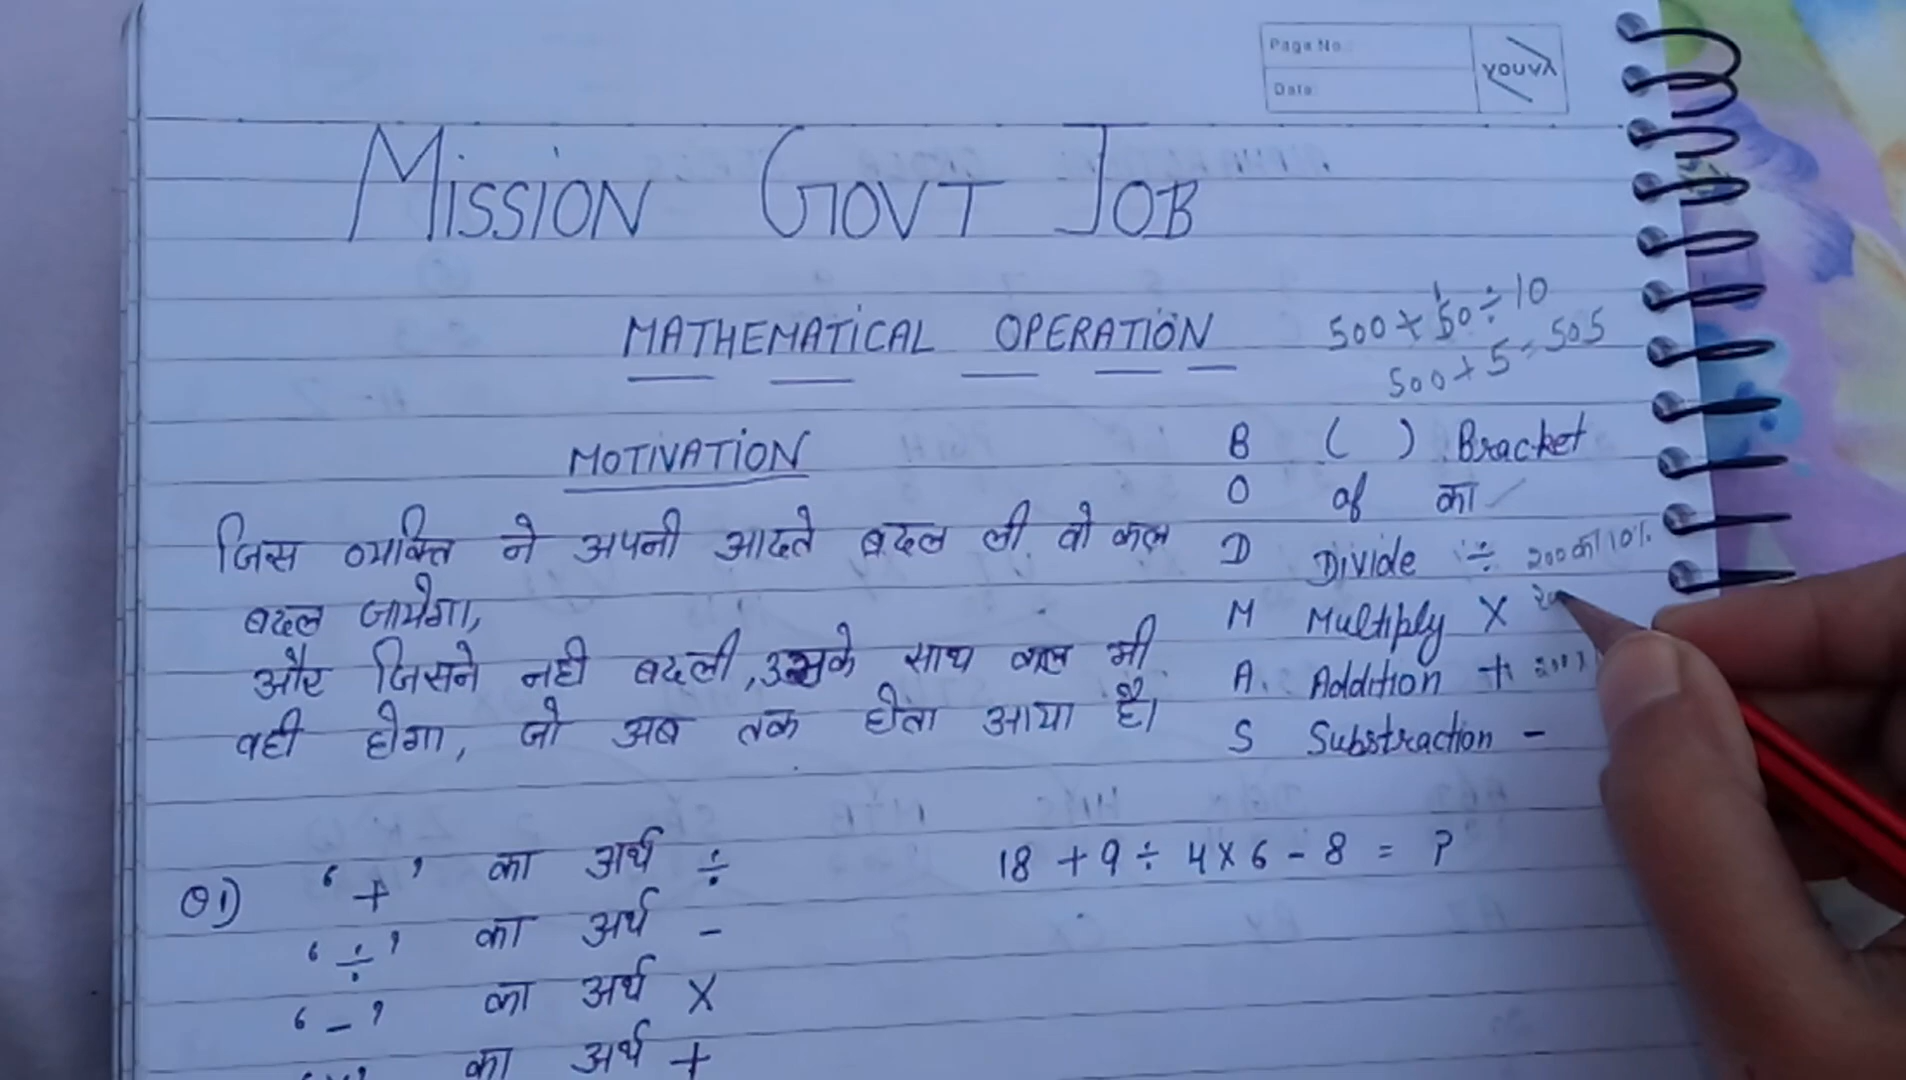 Page No.:
Date:
YOUVA
MISSION GOVT JOB
MATHEMATICAL OPERATION
500 + 50 ÷ 10
500 + 5 = 505
MOTIVATION
जिस व्यक्ति ने अपनी आदते बदल ली वो कल
बदल जायेगा,
और जिसने नही बदली, उसके साथ कल भी
वही होगा, जो अब तक होता आया है।
B ( ) Bracket
O of का
D Divide ÷ 200 का 10%
M Multiply X
A. Addition +
S Substraction -
Q1) '+' का अर्थ ÷
18 + 9 ÷ 4 X 6 - 8 = ?
'÷' का अर्थ -
'-' का अर्थ X
का अर्थ +